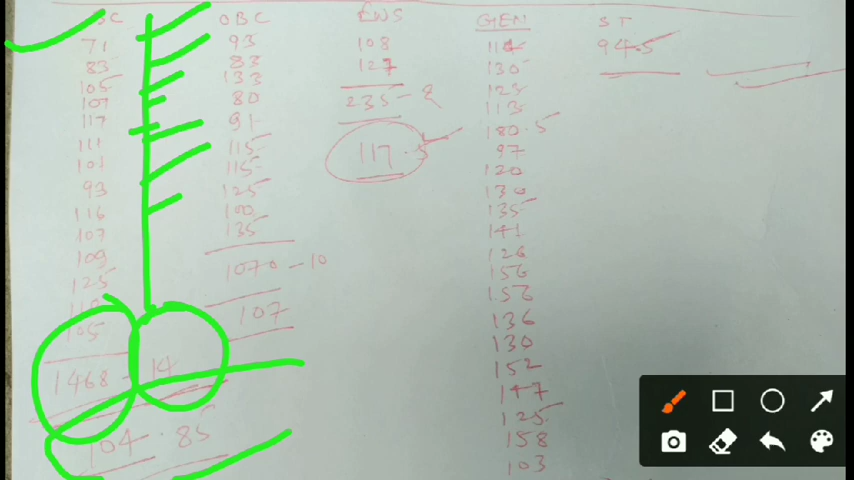 SC OBC EWS GEN ST
71 93 108 114 94.5
83 83 127 130
105 133 235 - 2 125
107 80 117.5 113
117 91 180.5
111 115 97
101 115 120
93 125 130
116 100 135
107 135 141
109 1070 - 10 126
125 107 156
110 156
105 136
1468 - 14 130
104.85 152
147
125
158
103